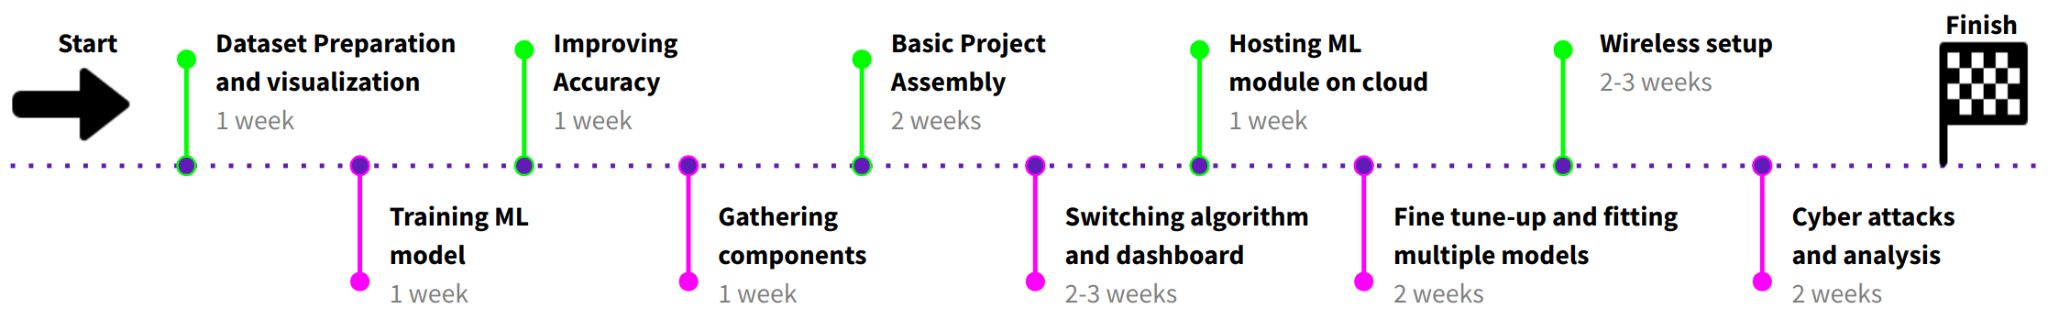 Start
Dataset Preparation
and visualization
1 week
Training ML
model
1 week
Improving
Accuracy
1 week
Gathering
components
1 week
Basic Project
Assembly
2 weeks
Switching algorithm
and dashboard
2-3 weeks
Hosting ML
module on cloud
1 week
Fine tune-up and fitting
multiple models
2 weeks
Wireless setup
2-3 weeks
Cyber attacks
and analysis
2 weeks
Finish